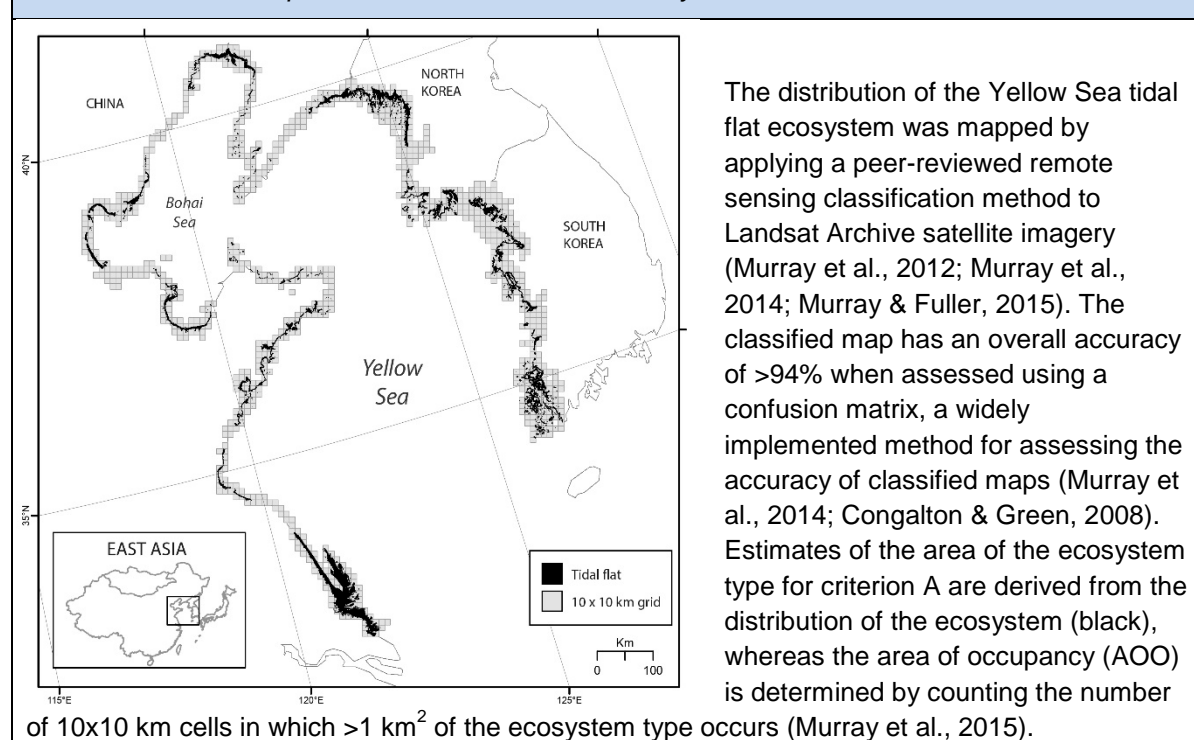 CHINA
NORTH
KOREA
40°N
Bohai
Sea
SOUTH
KOREA
Yellow
Sea
35°N
EAST ASIA
Tidal flat
10 x 10 km grid
Km
0 100
115°E 120°E 125°E
The distribution of the Yellow Sea tidal
flat ecosystem was mapped by
applying a peer-reviewed remote
sensing classification method to
Landsat Archive satellite imagery
(Murray et al., 2012; Murray et al.,
2014; Murray & Fuller, 2015). The
classified map has an overall accuracy
of >94% when assessed using a
confusion matrix, a widely
implemented method for assessing the
accuracy of classified maps (Murray et
al., 2014; Congalton & Green, 2008).
Estimates of the area of the ecosystem
type for criterion A are derived from the
distribution of the ecosystem (black),
whereas the area of occupancy (AOO)
is determined by counting the number
of 10x10 km cells in which >1 km² of the ecosystem type occurs (Murray et al., 2015).